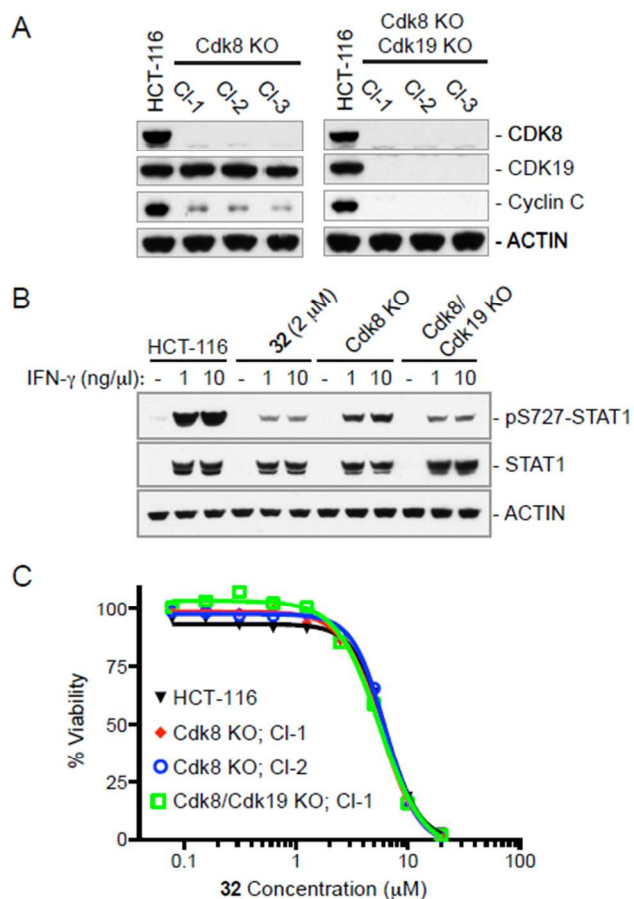 A
HCT-116
Cdk8 KO
Cl-1
Cl-2
Cl-3
HCT-116
Cdk8 KO
Cdk19 KO
Cl-1
Cl-2
Cl-3
- CDK8
- CDK19
- Cyclin C
- ACTIN
B
HCT-116
32 (2 μM)
Cdk8 KO
Cdk8/
Cdk19 KO
IFN-γ (ng/μl): - 1 10 - 1 10 - 1 10 - 1 10
- pS727-STAT1
- STAT1
- ACTIN
C
% Viability
100
75
50
25
0
HCT-116
Cdk8 KO; Cl-1
Cdk8 KO; Cl-2
Cdk8/Cdk19 KO; Cl-1
0.1 1 10 100
32 Concentration (μM)